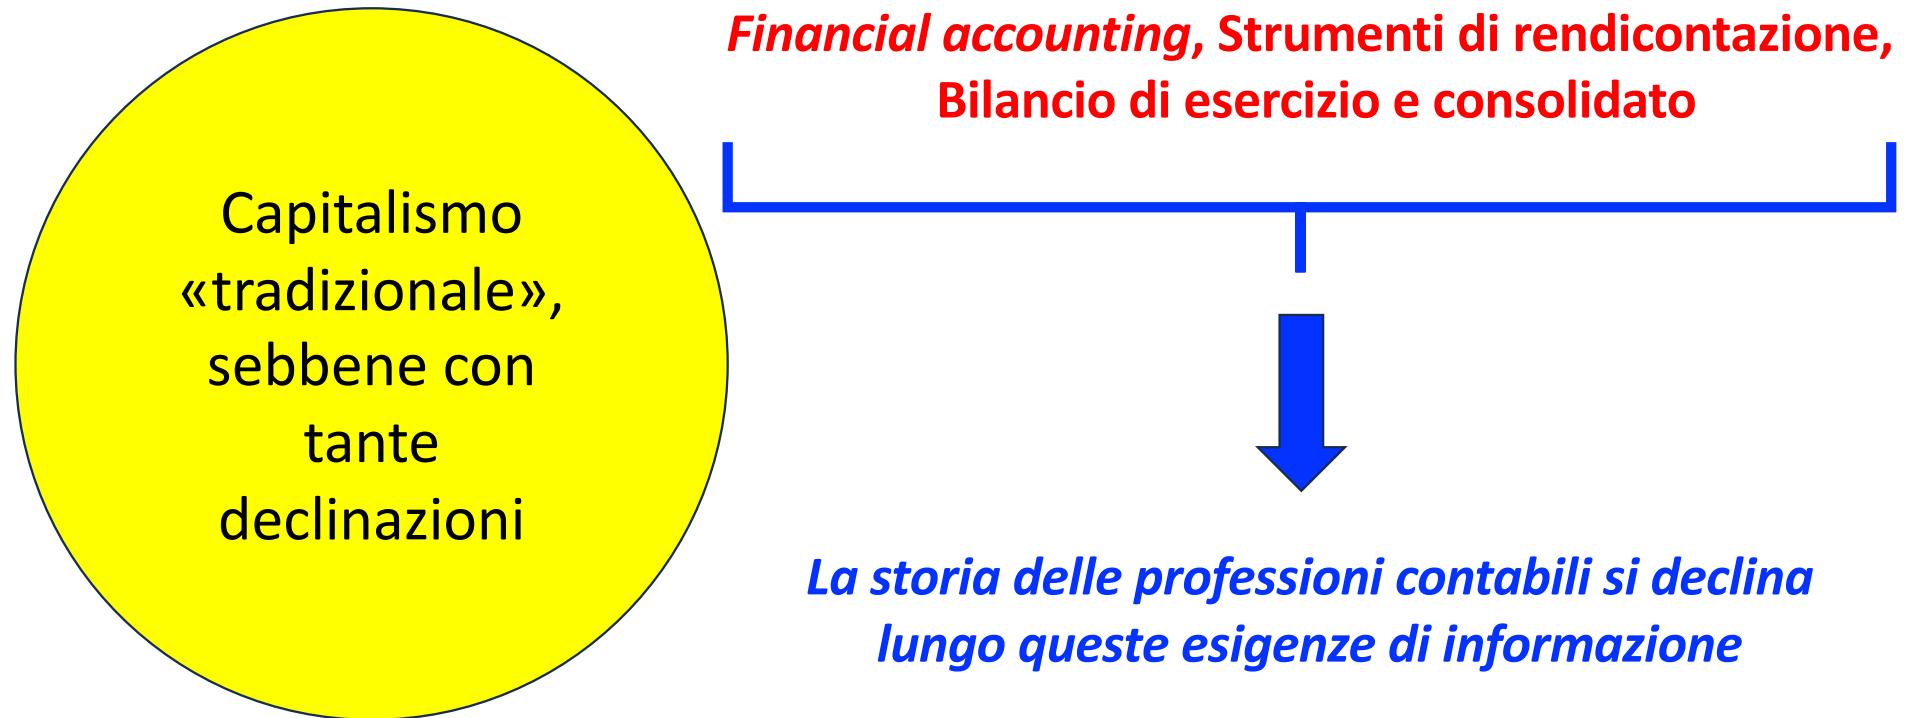 Capitalismo
«tradizionale»,
sebbene con
tante
declinazioni
Financial accounting, Strumenti di rendicontazione,
Bilancio di esercizio e consolidato
La storia delle professioni contabili si declina
lungo queste esigenze di informazione